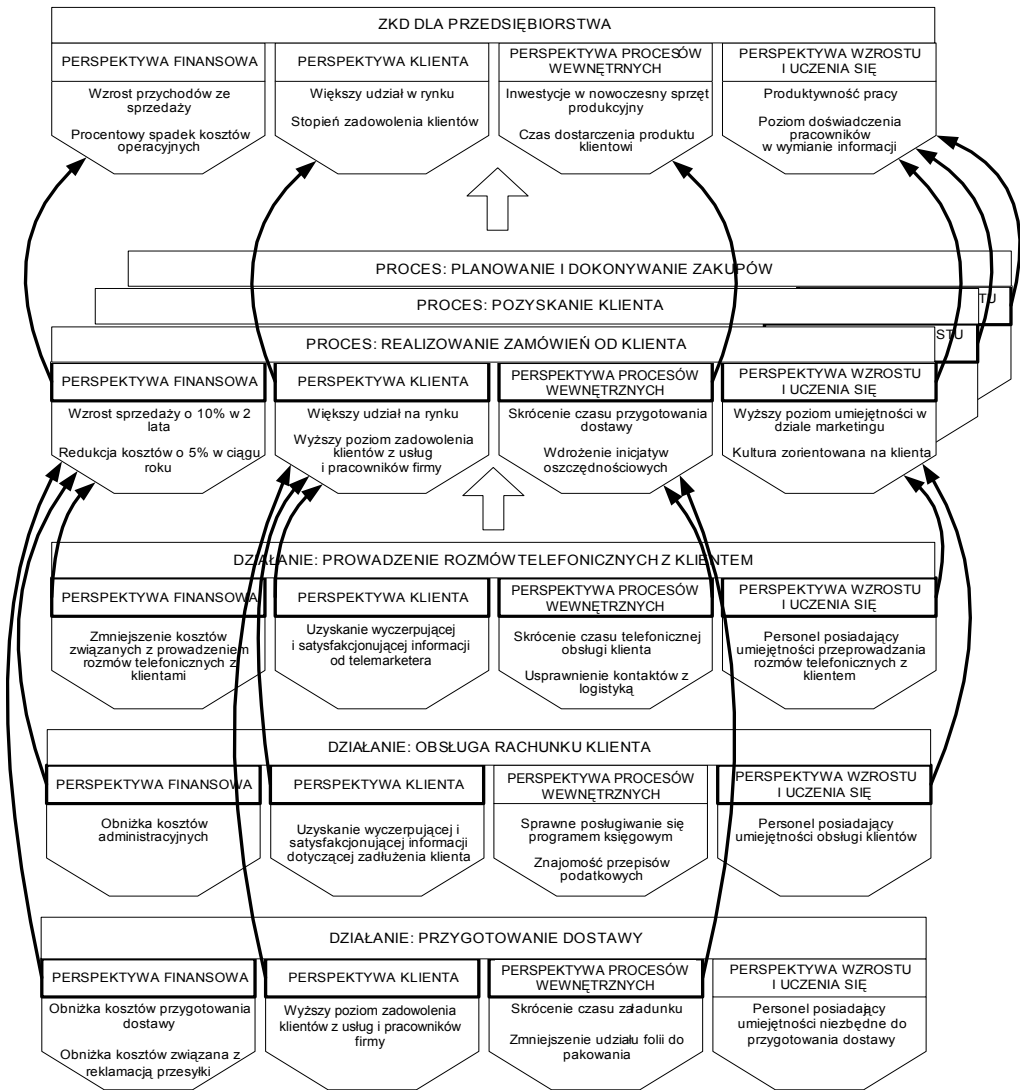 ZKD DLA PRZEDSIĘBIORSTWA
PERSPEKTYWA FINANSOWA
Wzrost przychodów ze
sprzedaży
Procentowy spadek kosztów
operacyjnych
PERSPEKTYWA KLIENTA
Większy udział w rynku
Stopień zadowolenia klientów
PERSPEKTYWA PROCESÓW
WEWNĘTRNYCH
Inwestycje w nowoczesny sprzęt
produkcyjny
Czas dostarczenia produktu
klientowi
PERSPEKTYWA WZROSTU
I UCZENIA SIĘ
Produktywność pracy
Poziom doświadczenia
pracowników
w wymianie informacji
PROCES: PLANOWANIE I DOKONYWANIE ZAKUPÓW
TU
PROCES: POZYSKANIE KLIENTA
STU
PROCES: REALIZOWANIE ZAMÓWIEŃ OD KLIENTA
PERSPEKTYWA FINANSOWA
Wzrost sprzedaży o 10% w 2
lata
Redukcja kosztów o 5% w ciągu
roku
PERSPEKTYWA KLIENTA
Większy udział na rynku
Wyższy poziom zadowolenia
klientów z usług
i pracowników firmy
PERSPEKTYWA PROCESÓW
WEWNĘTRZNYCH
Skrócenie czasu przygotowania
dostawy
Wdrożenie inicjatyw
oszczędnościowych
PERSPEKTYWA WZROSTU
I UCZENIA SIĘ
Wyższy poziom umiejętności w
dziale marketingu
Kultura zorientowana na klienta
DZIAŁANIE: PROWADZENIE ROZMÓW TELEFONICZNYCH Z KLIENTEM
PERSPEKTYWA FINANSOWA
Zmniejszenie kosztów
związanych z prowadzeniem
rozmów telefonicznych z
klientami
PERSPEKTYWA KLIENTA
Uzyskanie wyczerpującej
i satysfakcjonującej informacji
od telemarketera
PERSPEKTYWA PROCESÓW
WEWNĘTRZNYCH
Skrócenie czasu telefonicznej
obsługi klienta
Usprawnienie kontaktów z
logistyką
PERSPEKTYWA WZROSTU
I UCZENIA SIĘ
Personel posiadający
umiejętności przeprowadzania
rozmów telefonicznych z
klientem
DZIAŁANIE: OBSŁUGA RACHUNKU KLIENTA
PERSPEKTYWA FINANSOWA
Obniżka kosztów
administracyjnych
PERSPEKTYWA KLIENTA
Uzyskanie wyczerpującej i
satysfakcjonującej informacji
dotyczącej zadłużenia klienta
PERSPEKTYWA PROCESÓW
WEWNĘTRZNYCH
Sprawne posługiwanie się
programem księgowym
Znajomość przepisów
podatkowych
PERSPEKTYWA WZROSTU
I UCZENIA SIĘ
Personel posiadający
umiejętności obsługi klientów
DZIAŁANIE: PRZYGOTOWANIE DOSTAWY
PERSPEKTYWA FINANSOWA
Obniżka kosztów przygotowania
dostawy
Obniżka kosztów związana z
reklamacją przesyłki
PERSPEKTYWA KLIENTA
Wyższy poziom zadowolenia
klientów z usług i pracowników
firmy
PERSPEKTYWA PROCESÓW
WEWNĘTRZNYCH
Skrócenie czasu załadunku
Zmniejszenie udziału folii do
pakowania
PERSPEKTYWA WZROSTU
I UCZENIA SIĘ
Personel posiadający
umiejętności niezbędne do
przygotowania dostawy